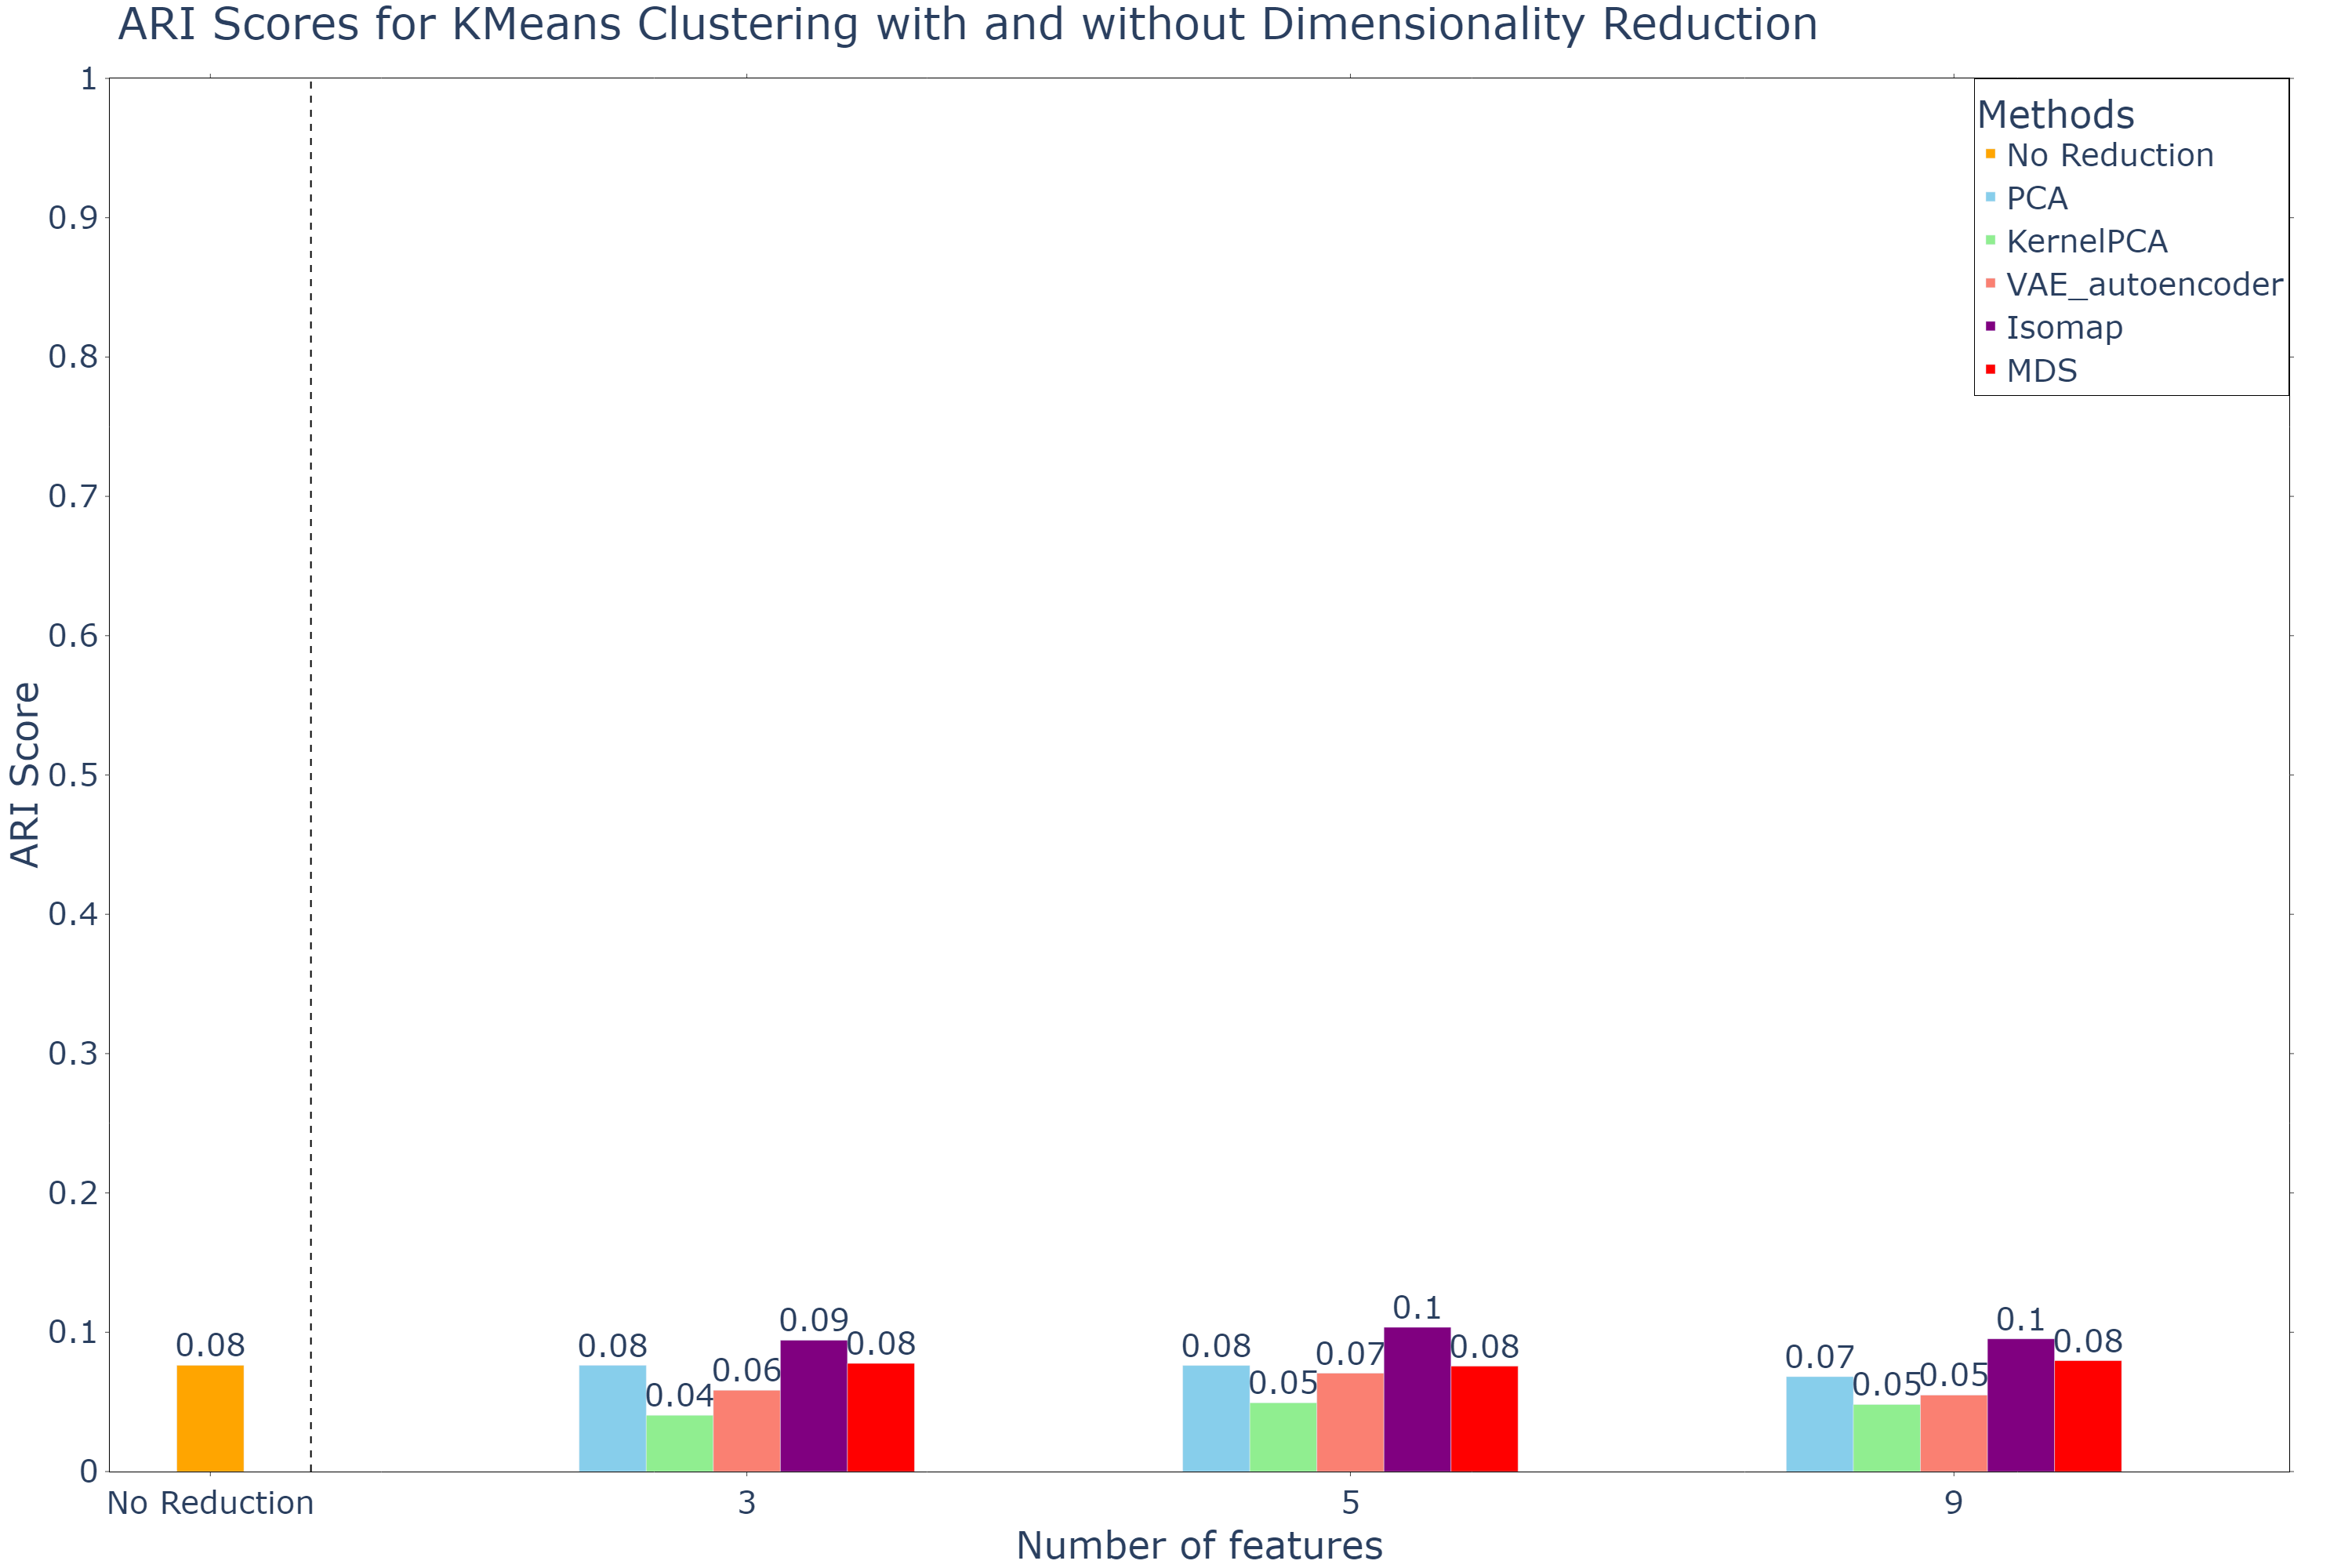 ARI Scores for KMeans Clustering with and without Dimensionality Reduction
1
0.9
0.8
0.7
0.6
0.5
0.4
0.3
0.2
0.1
0
ARI Score
Methods
No Reduction
PCA
KernelPCA
VAE_autoencoder
Isomap
MDS
0.08
0.08
0.04
0.06
0.09
0.08
0.08
0.05
0.07
0.1
0.08
0.07
0.05
0.05
0.1
0.08
No Reduction
3
5
9
Number of features